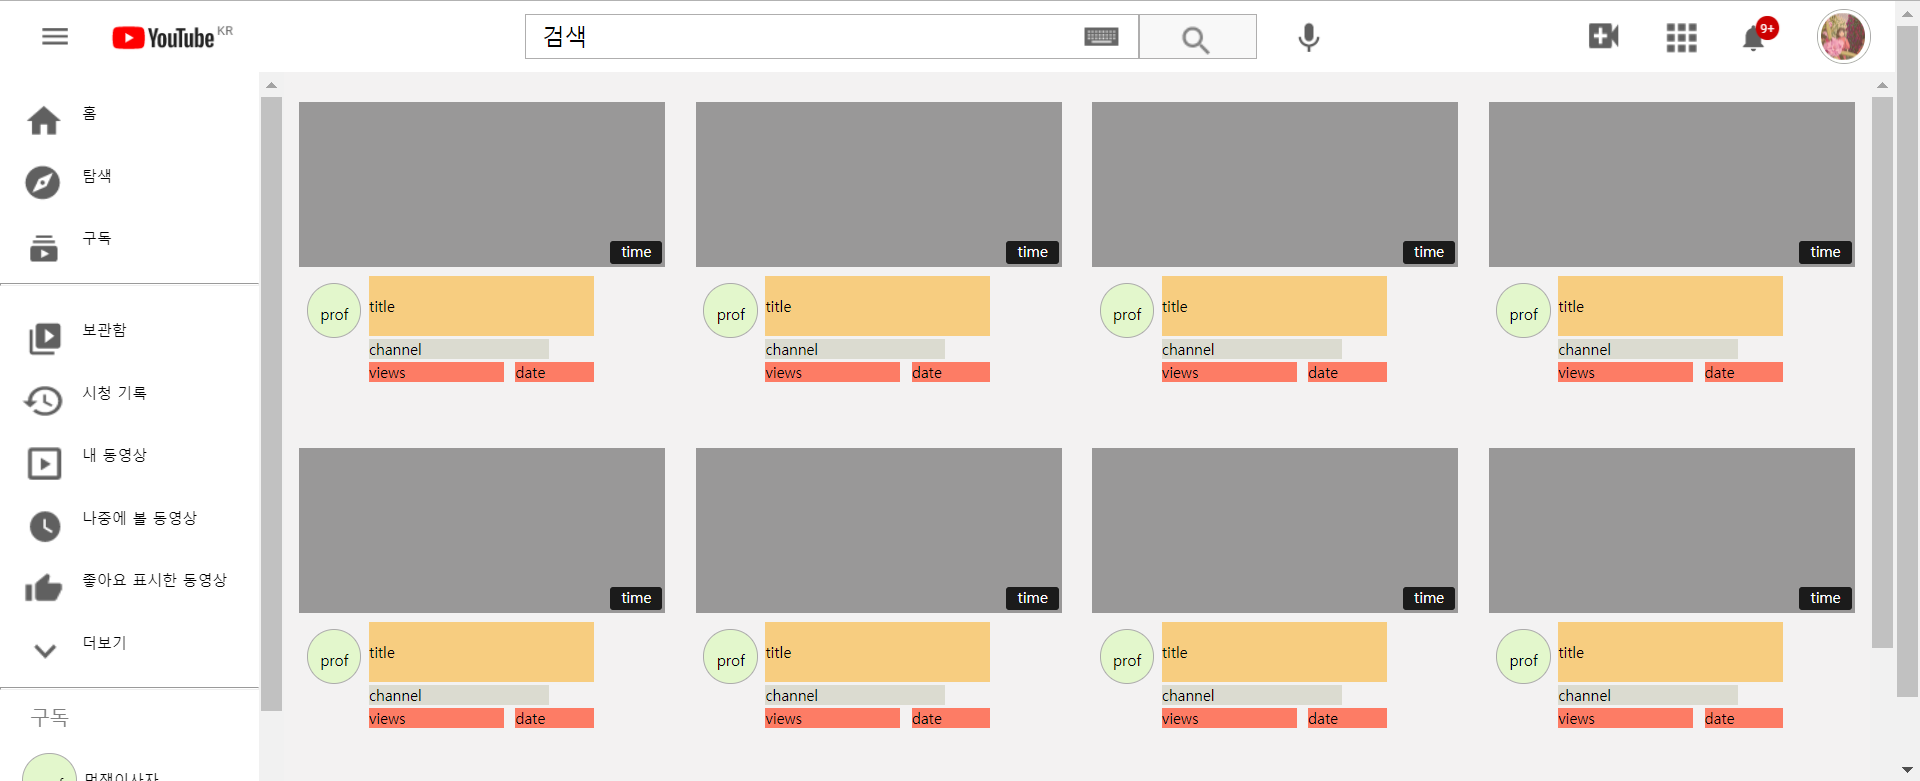 YouTube KR
검색
9+
홈
탐색
구독
보관함
시청 기록
내 동영상
나중에 볼 동영상
좋아요 표시한 동영상
더보기
구독
time
time
time
time
prof
title
channel
views date
prof
title
channel
views date
prof
title
channel
views date
prof
title
channel
views date
time
time
time
time
prof
title
channel
views date
prof
title
channel
views date
prof
title
channel
views date
prof
title
channel
views date